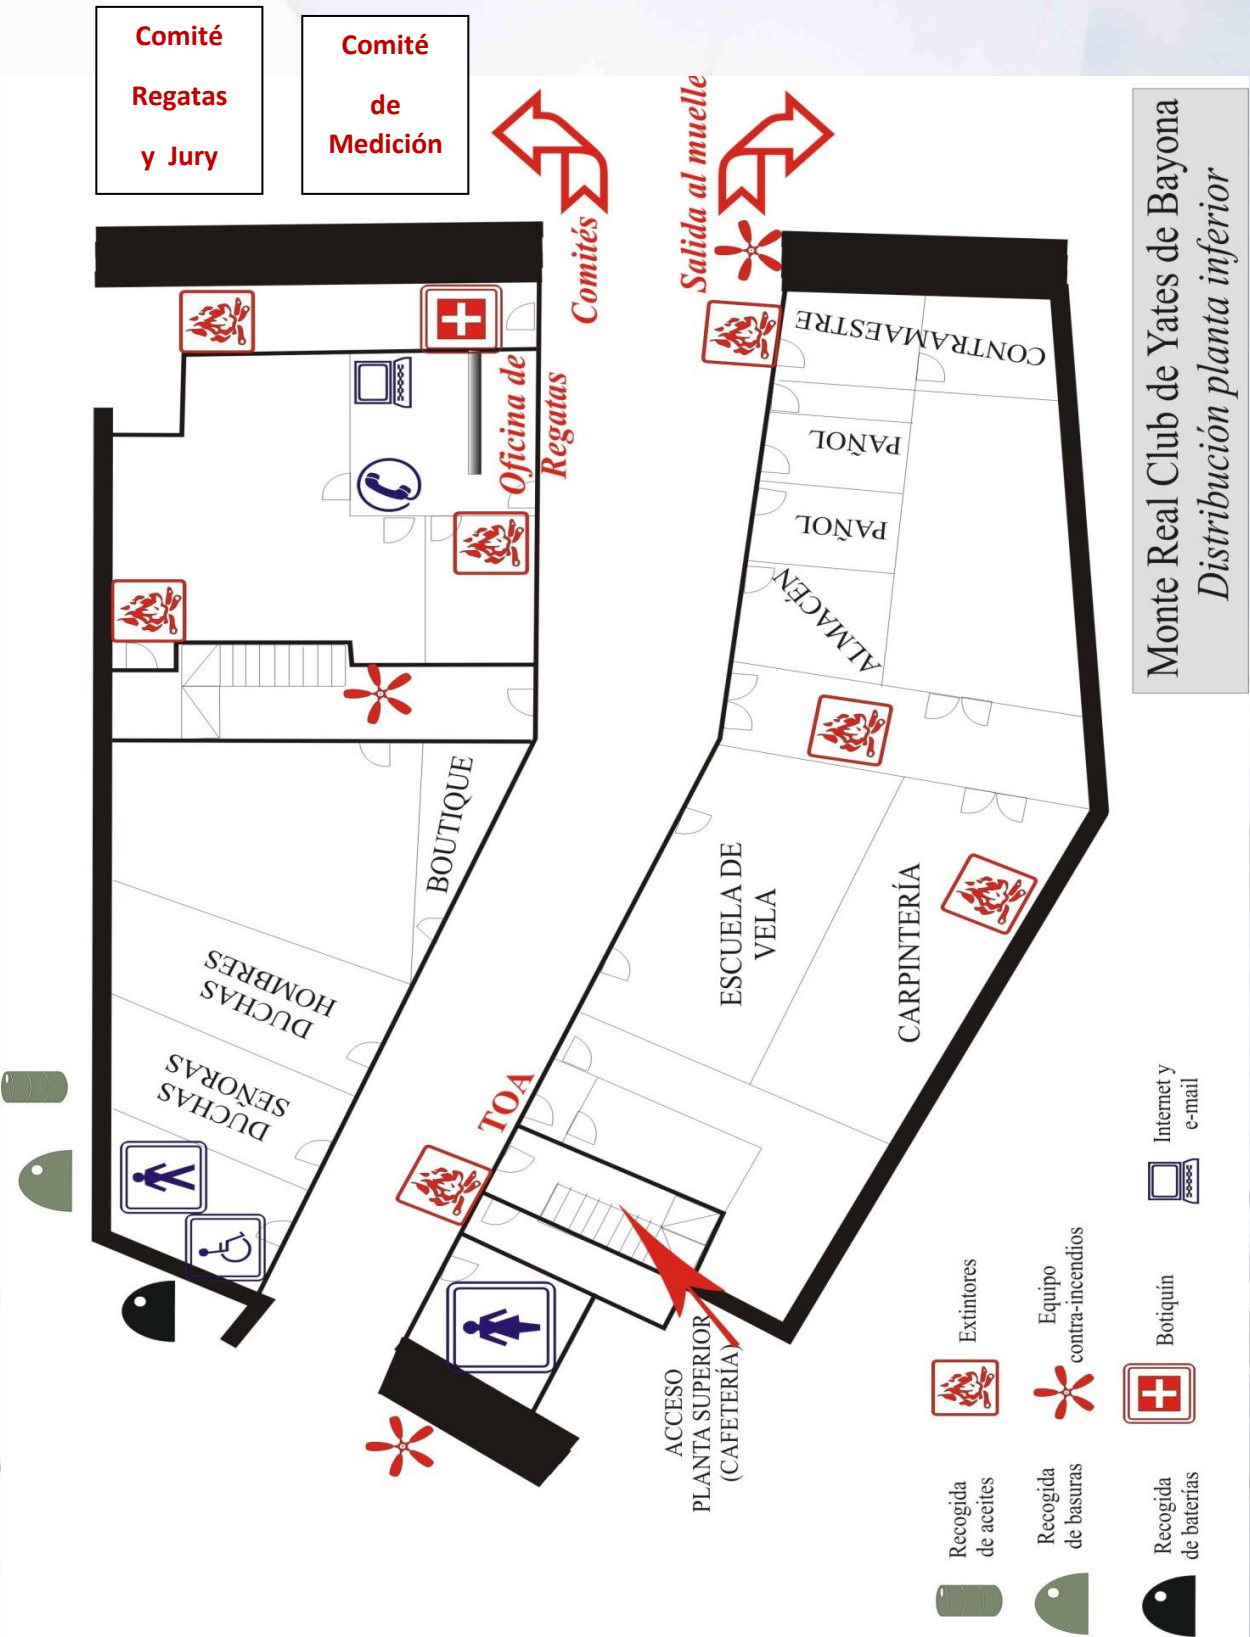 Comité
Regatas
y Jury
Comité
de
Medición
Comités
Salida al muelle
Oficina de
Regatas
CONTRAMAESTRE
PAÑOL
PAÑOL
ALMACÉN
BOUTIQUE
DUCHAS
HOMBRES
DUCHAS
SEÑORAS
ESCUELA DE
VELA
CARPINTERÍA
TOA
ACCESO
PLANTA SUPERIOR
(CAFETERÍA)
Monte Real Club de Yates de Bayona
Distribución planta inferior
Extintores
Equipo
contra-incendios
Botiquín
Internet y
e-mail
Recogida
de aceites
Recogida
de basuras
Recogida
de baterías